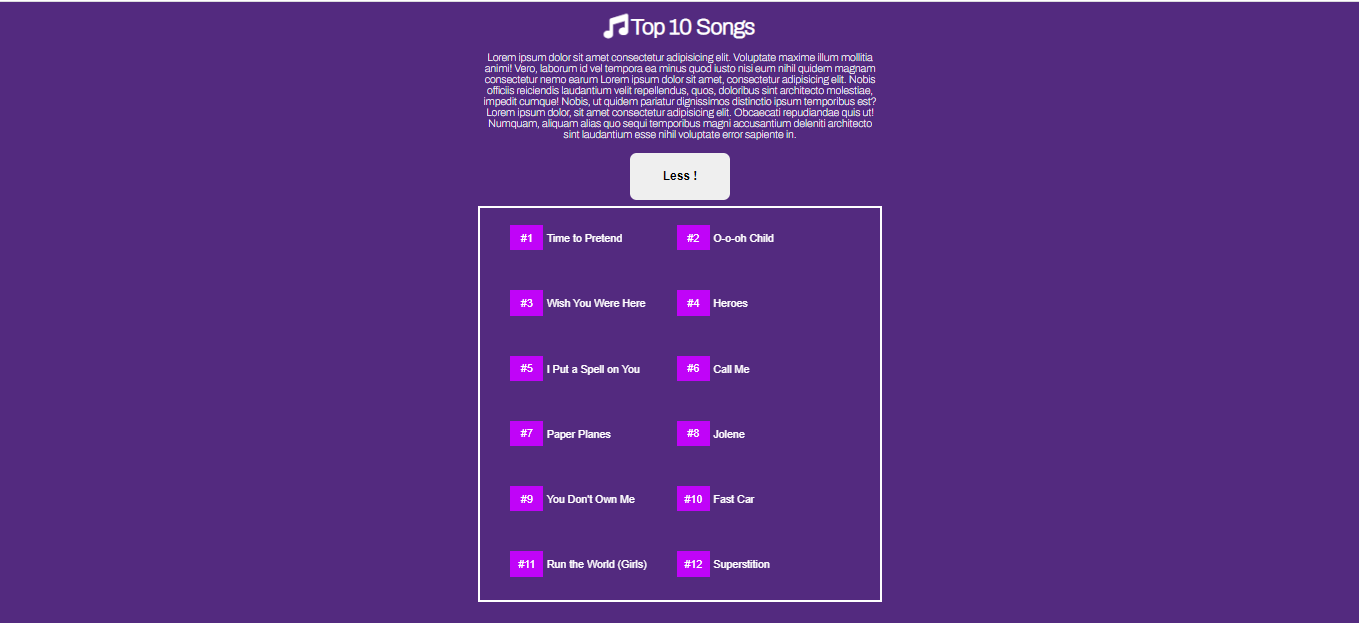 Top 10 Songs
Lorem ipsum dolor sit amet consectetur adipisicing elit. Voluptate maxime illum mollitia
animi! Vero, laborum id vel tempora ea minus quod iusto nisi eum nihil quidem magnam
consectetur nemo earum Lorem ipsum dolor sit amet, consectetur adipisicing elit. Nobis
officiis reiciendis laudantium velit repellendus, quos, doloribus sint architecto molestiae,
impedit cumque! Nobis, ut quidem pariatur dignissimos distinctio ipsum temporibus est?
Lorem ipsum dolor, sit amet consectetur adipisicing elit. Obcaecati repudiandae quis ut!
Numquam, aliquam alias quo sequi temporibus magni accusantium deleniti architecto
sint laudantium esse nihil voluptate error sapiente in.
Less !
#1 Time to Pretend #2 O-o-oh Child
#3 Wish You Were Here #4 Heroes
#5 I Put a Spell on You #6 Call Me
#7 Paper Planes #8 Jolene
#9 You Don't Own Me #10 Fast Car
#11 Run the World (Girls) #12 Superstition